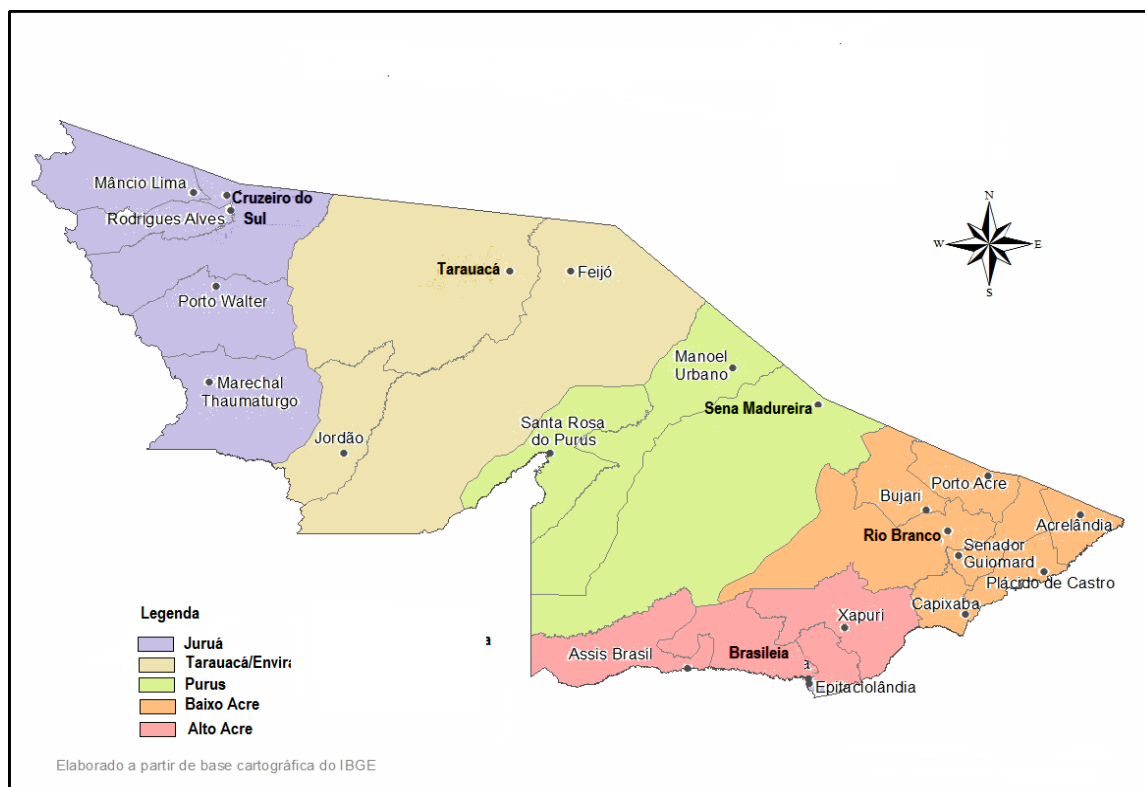 Mâncio Lima
Cruzeiro do
Sul
Rodrigues Alves
N
W
E
S
Tarauacá
Feijó
Porto Walter
Manoel
Urbano
Marechal
Thaumaturgo
Sena Madureira
Santa Rosa
do Purus
Jordão
Porto Acre
Bujari
Acrelândia
Rio Branco
Senador
Guiomard
Plácido de Castro
Capixaba
Xapuri
Assis Brasil
Brasileia
a
Epitaciolândia
a
Legenda
Juruá
Tarauacá/Envira
Purus
Baixo Acre
Alto Acre
Elaborado a partir de base cartográfica do IBGE